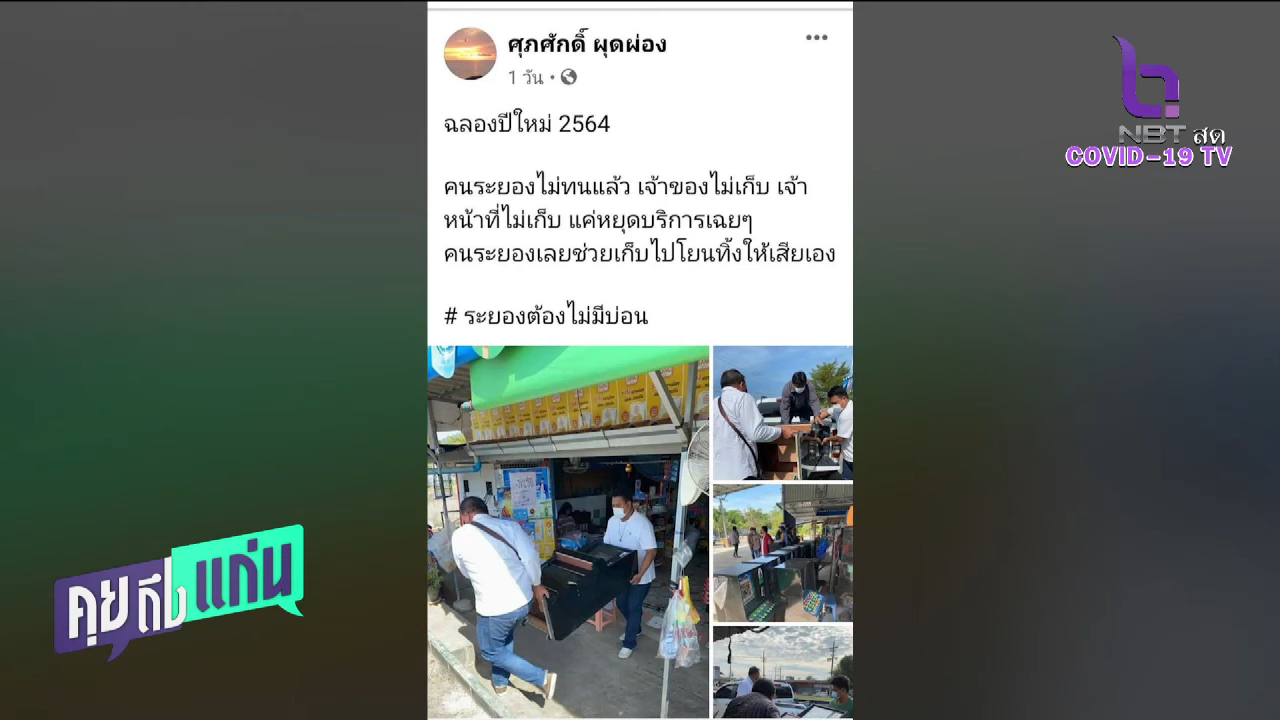 ศุภศักดิ์ ผุดผ่อง
1 วัน
ฉลองปีใหม่ 2564
คนระยองไม่ทนแล้ว เจ้าของไม่เก็บ เจ้า
หน้าที่ไม่เก็บ แค่หยุดบริการเฉยๆ
คนระยองเลยช่วยเก็บไปโยนทิ้งให้เสียเอง
# ระยองต้องไม่มีบ่อน
NBT สด
COVID-19 TV
คุยถึงแก่น